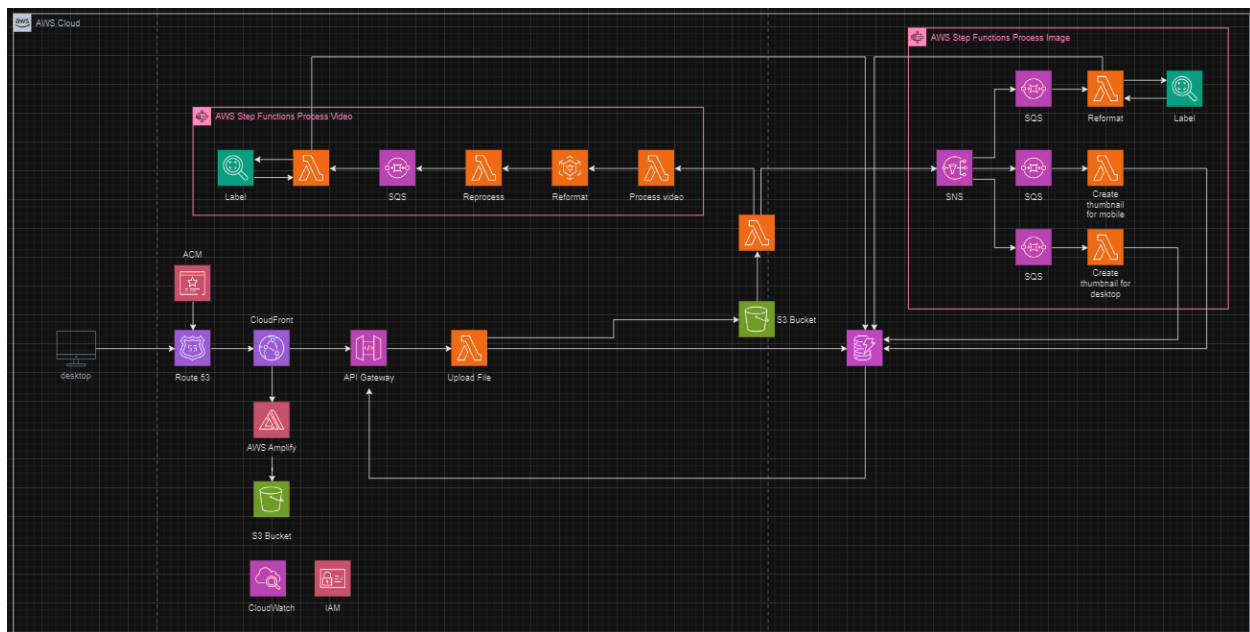 aws
AWS Cloud
AWS Step Functions Process Image
SQS
Reformat
Label
AWS Step Functions Process Video
Label
SQS
Reprocess
Reformat
Process video
SNS
SQS
Create
thumbnail
for mobile
SQS
Create
thumbnail for
desktop
ACM
CloudFront
S3 Bucket
53
desktop
Route 53
API Gateway
Upload File
AWS Amplify
S3 Bucket
CloudWatch
IAM